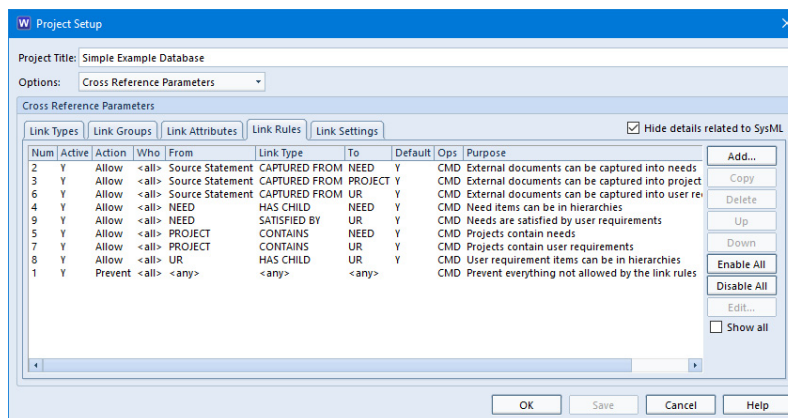 W Project Setup
Project Title: Simple Example Database
Options: Cross Reference Parameters
Cross Reference Parameters
Link Types Link Groups Link Attributes Link Rules Link Settings Hide details related to SysML
Num Active Action Who From Link Type To Default Ops Purpose
2 Y Allow <all> Source Statement CAPTURED FROM NEED Y CMD External documents can be captured into needs
3 Y Allow <all> Source Statement CAPTURED FROM PROJECT Y CMD External documents can be captured into project
6 Y Allow <all> Source Statement CAPTURED FROM UR Y CMD External documents can be captured into user re
4 Y Allow <all> NEED HAS CHILD NEED Y CMD Need items can be in hierarchies
9 Y Allow <all> NEED SATISFIED BY UR Y CMD Needs are satisfied by user requirements
5 Y Allow <all> PROJECT CONTAINS NEED Y CMD Projects contain needs
7 Y Allow <all> PROJECT CONTAINS UR Y CMD Projects contain user requirements
8 Y Allow <all> UR HAS CHILD UR Y CMD User requirement items can be in hierarchies
1 Y Prevent <all> <any> <any> <any> CMD Prevent everything not allowed by the link rules
Add...
Copy
Delete
Up
Down
Enable All
Disable All
Edit...
Show all
OK Save Cancel Help